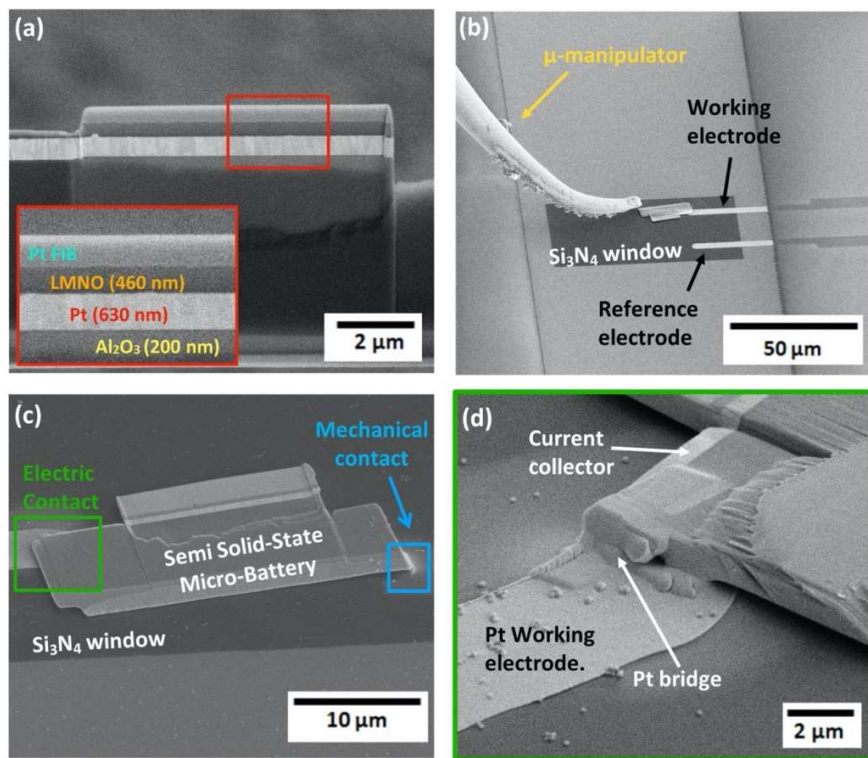 (a)
Pt FIB
LMNO (460 nm)
Pt (630 nm)
Al₂O₃ (200 nm)
2 µm
(b)
µ-manipulator
Working
electrode
Si₃N₄ window
Reference
electrode
50 µm
(c)
Electric
Contact
Mechanical
contact
Semi Solid-State
Micro-Battery
Si₃N₄ window
10 µm
(d)
Current
collector
Pt Working
electrode.
Pt bridge
2 µm